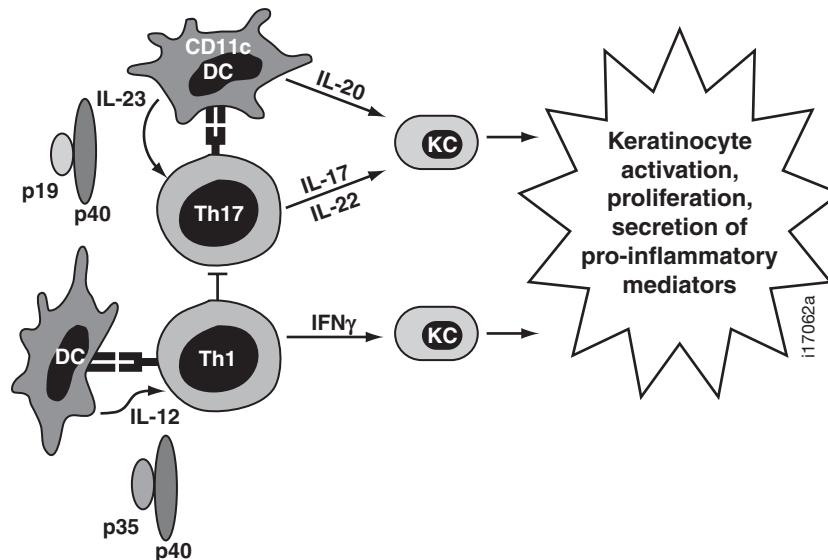 CD11c
DC
IL-23
IL-20
p19
p40
KC
Th17
IL-17
IL-22
Keratinocyte
activation,
proliferation,
secretion of
pro-inflammatory
mediators
DC
Th1
IFNγ
KC
IL-12
p35
p40
i17062a